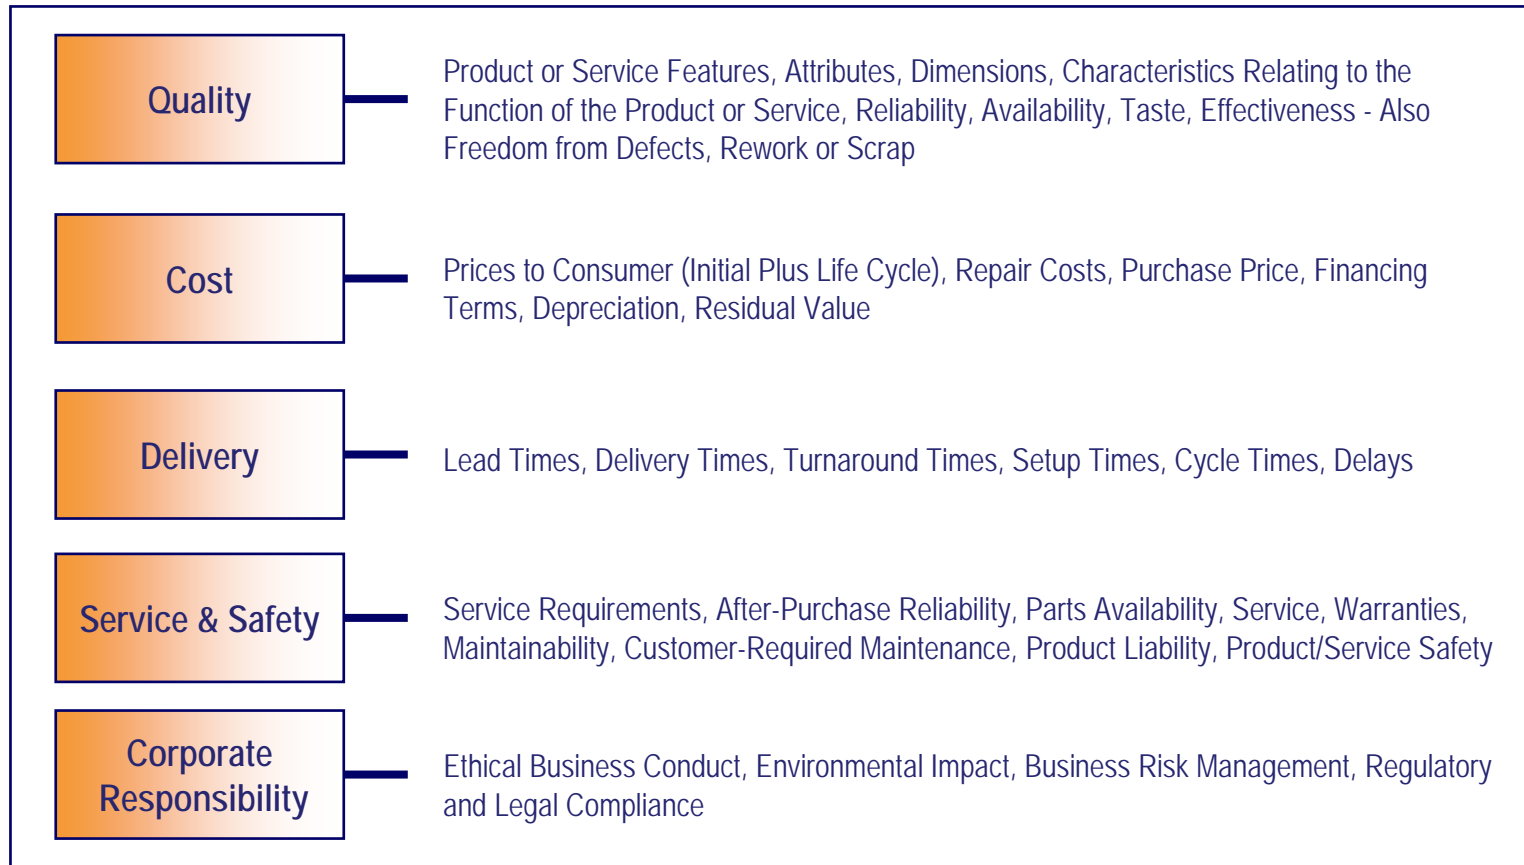 Quality
Product or Service Features, Attributes, Dimensions, Characteristics Relating to the
Function of the Product or Service, Reliability, Availability, Taste, Effectiveness - Also
Freedom from Defects, Rework or Scrap
Cost
Prices to Consumer (Initial Plus Life Cycle), Repair Costs, Purchase Price, Financing
Terms, Depreciation, Residual Value
Delivery
Lead Times, Delivery Times, Turnaround Times, Setup Times, Cycle Times, Delays
Service & Safety
Service Requirements, After-Purchase Reliability, Parts Availability, Service, Warranties,
Maintainability, Customer-Required Maintenance, Product Liability, Product/Service Safety
Corporate
Responsibility
Ethical Business Conduct, Environmental Impact, Business Risk Management, Regulatory
and Legal Compliance